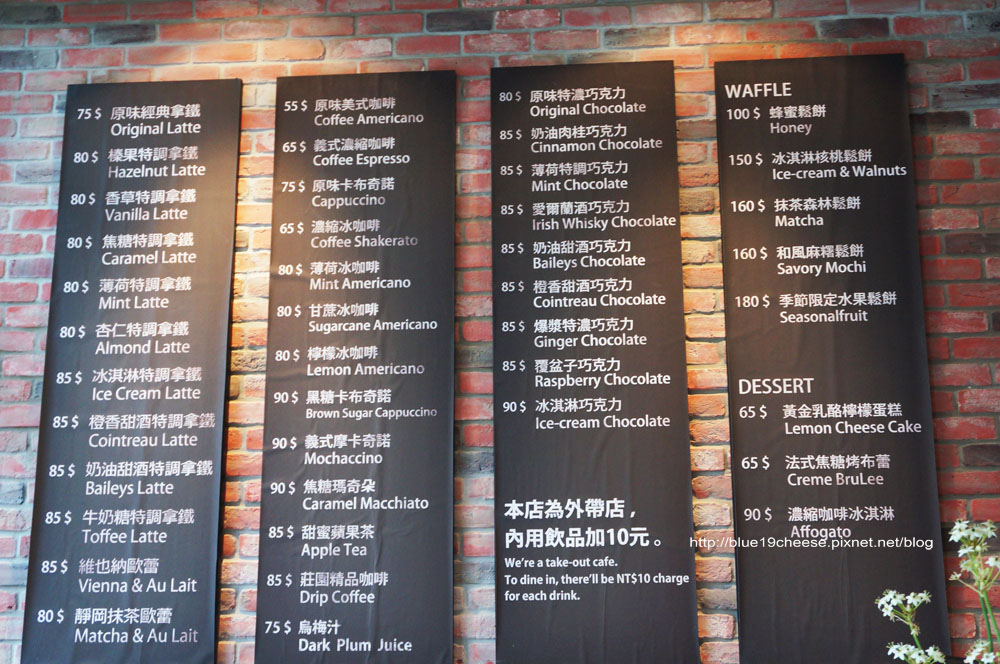 75 $ 原味經典拿鐵
Original Latte
80 $ 榛果特調拿鐵
Hazelnut Latte
80 $ 香草特調拿鐵
Vanilla Latte
80 $ 焦糖特調拿鐵
Caramel Latte
80 $ 薄荷特調拿鐵
Mint Latte
80 $ 杏仁特調拿鐵
Almond Latte
85 $ 冰淇淋特調拿鐵
Ice Cream Latte
85 $ 橙香甜酒特調拿鐵
Cointreau Latte
85 $ 奶油甜酒特調拿鐵
Baileys Latte
85 $ 牛奶糖特調拿鐵
Toffee Latte
85 $ 維也納歐蕾
Vienna & Au Lait
80 $ 靜岡抹茶歐蕾
Matcha & Au Lait
55 $ 原味美式咖啡
Coffee Americano
65 $ 義式濃縮咖啡
Coffee Espresso
75 $ 原味卡布奇諾
Cappuccino
65 $ 濃縮冰咖啡
Coffee Shakerato
80 $ 薄荷冰咖啡
Mint Americano
80 $ 甘蔗冰咖啡
Sugarcane Americano
80 $ 檸檬冰咖啡
Lemon Americano
90 $ 黑糖卡布奇諾
Brown Sugar Cappuccino
90 $ 義式摩卡奇諾
Mochaccino
90 $ 焦糖瑪奇朵
Caramel Macchiato
85 $ 甜蜜蘋果茶
Apple Tea
85 $ 莊園精品咖啡
Drip Coffee
75 $ 烏梅汁
Dark Plum Juice
80 $ 原味特濃巧克力
Original Chocolate
85 $ 奶油肉桂巧克力
Cinnamon Chocolate
85 $ 薄荷特調巧克力
Mint Chocolate
85 $ 愛爾蘭酒巧克力
Irish Whisky Chocolate
85 $ 奶油甜酒巧克力
Baileys Chocolate
85 $ 橙香甜酒巧克力
Cointreau Chocolate
85 $ 爆漿特濃巧克力
Ginger Chocolate
85 $ 覆盆子巧克力
Raspberry Chocolate
90 $ 冰淇淋巧克力
Ice-cream Chocolate
本店為外帶店，
內用飲品加10元。
We're a take-out cafe.
To dine in, there'll be NT$10 charge
for each drink.
WAFFLE
100 $ 蜂蜜鬆餅
Honey
150 $ 冰淇淋核桃鬆餅
Ice-cream & Walnuts
160 $ 抹茶森林鬆餅
Matcha
160 $ 和風麻糬鬆餅
Savory Mochi
180 $ 季節限定水果鬆餅
Seasonalfruit
DESSERT
65 $ 黃金乳酪檸檬蛋糕
Lemon Cheese Cake
65 $ 法式焦糖烤布蕾
Creme BruLee
90 $ 濃縮咖啡冰淇淋
Affogato
http://blue19cheese.pixnet.net/blog